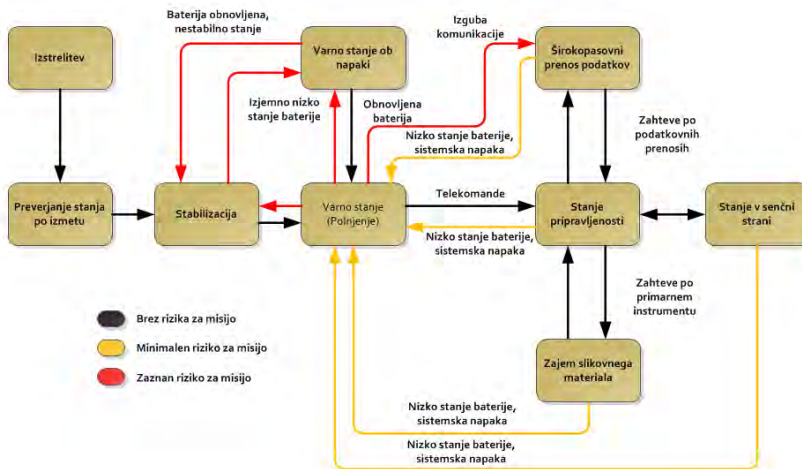 Baterija obnovljena,
nestabilno stanje
Izguba
komunikacije
Izstrelitev
Varno stanje ob
napaki
Širokopasovni
prenos podatkov
Izjemno nizko
stanje baterije
Obnovljena
baterija
Nizko stanje baterije,
sistemska napaka
Zahteve po
podatkovnih
prenosih
Preverjanje stanja
po izmetu
Stabilizacija
Varno stanje
(Polnjenje)
Telekomande
Stanje
pripravljenosti
Stanje v senčni
strani
Nizko stanje baterije,
sistemska napaka
Zahteve po
primarnem
instrumentu
Brez rizika za misijo
Minimalen riziko za misijo
Zaznan riziko za misijo
Zajem slikovnega
materiala
Nizko stanje baterije,
sistemska napaka
Nizko stanje baterije,
sistemska napaka